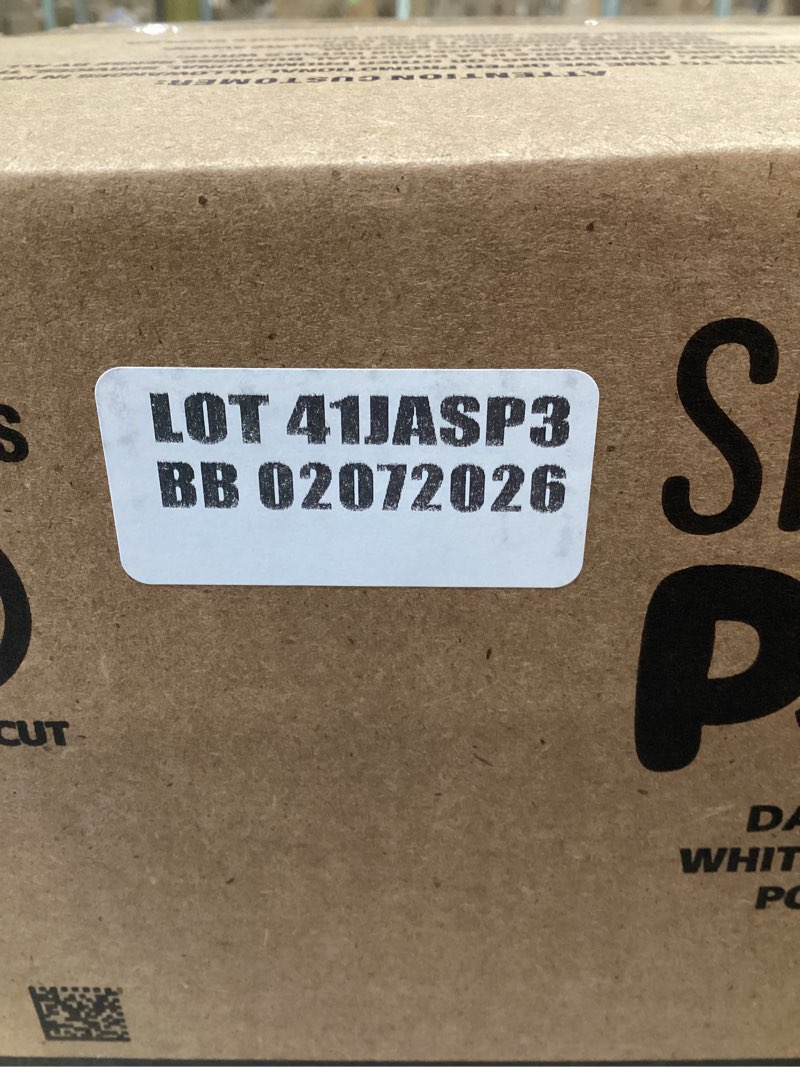 ATTENTION CUSTOMER:
LOT 41JASP3
BB 02072026
S
CUT
S
P
DA
WHIT
PO